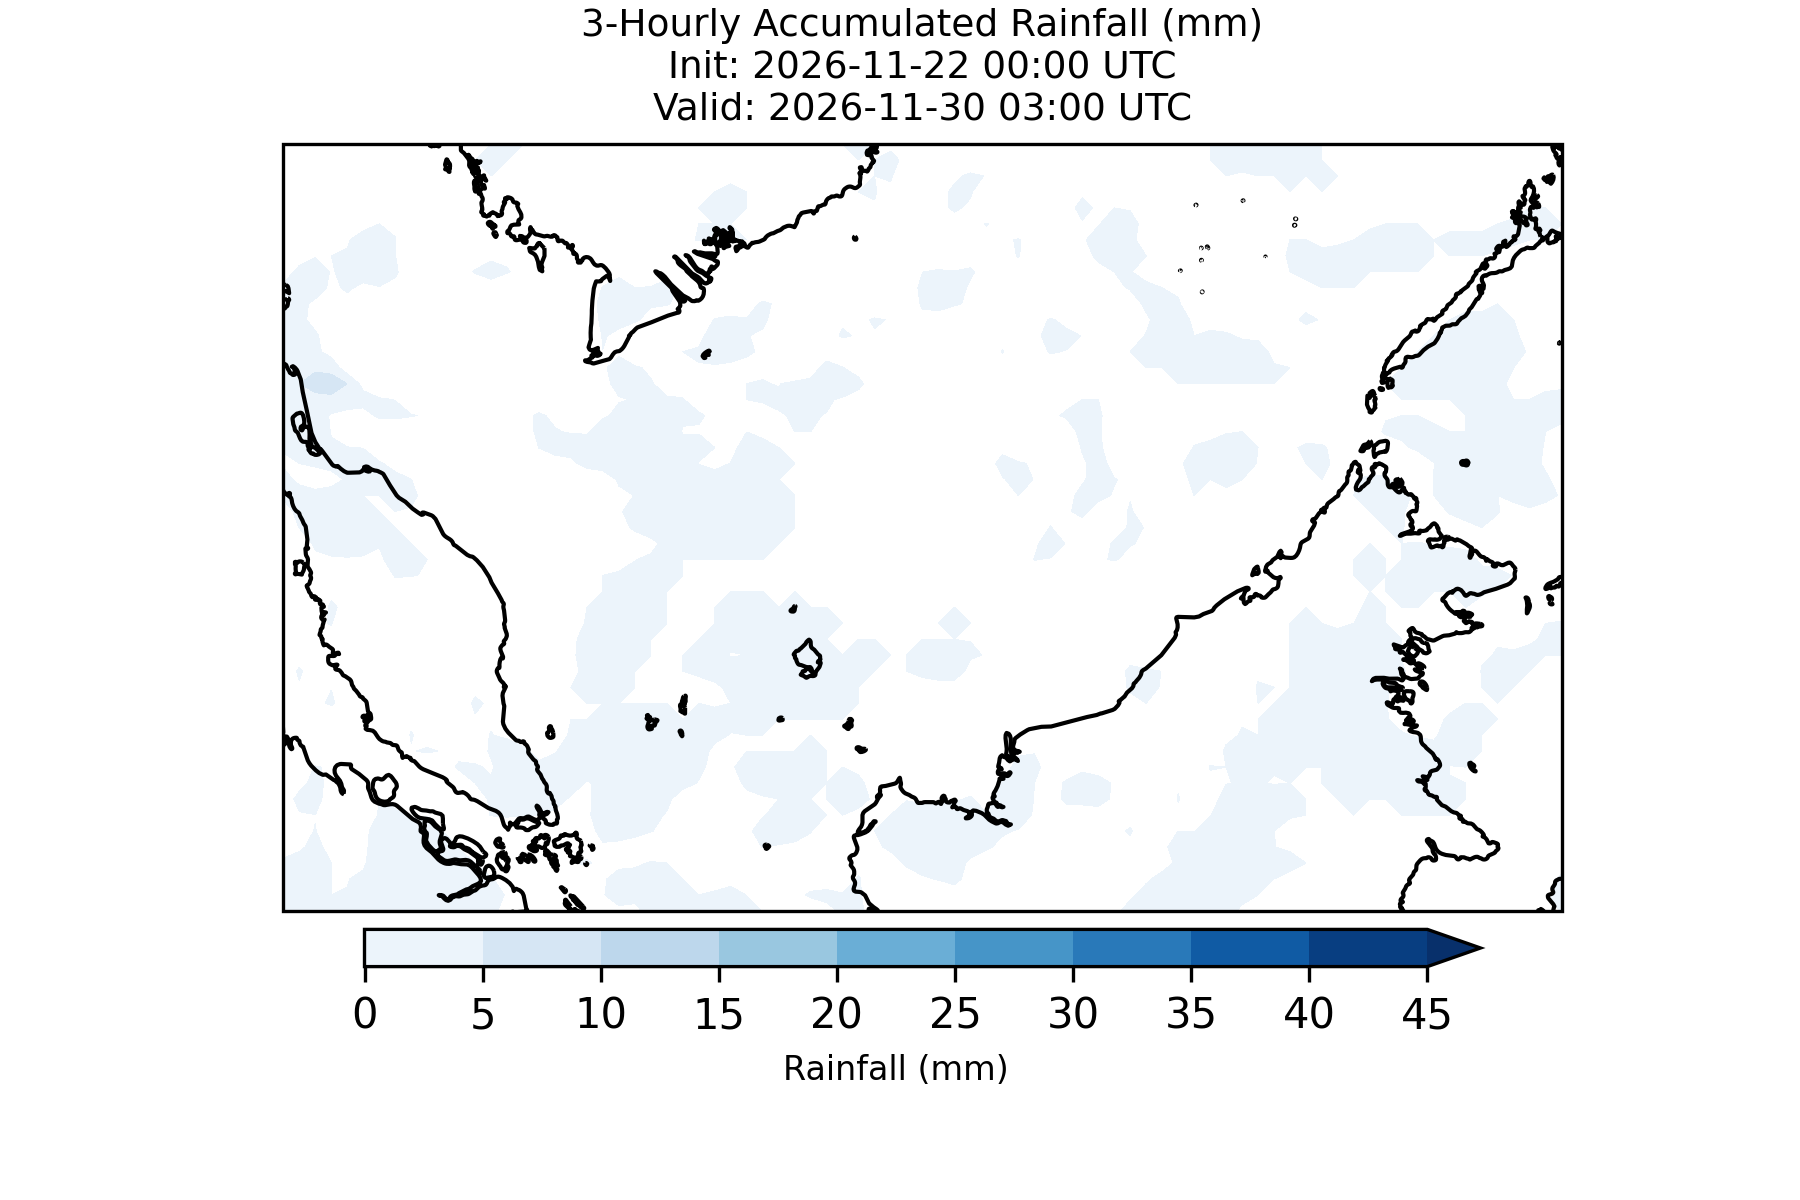 3-Hourly Accumulated Rainfall (mm)
Init: 2026-11-22 00:00 UTC
Valid: 2026-11-30 03:00 UTC
0 5 10 15 20 25 30 35 40 45
Rainfall (mm)